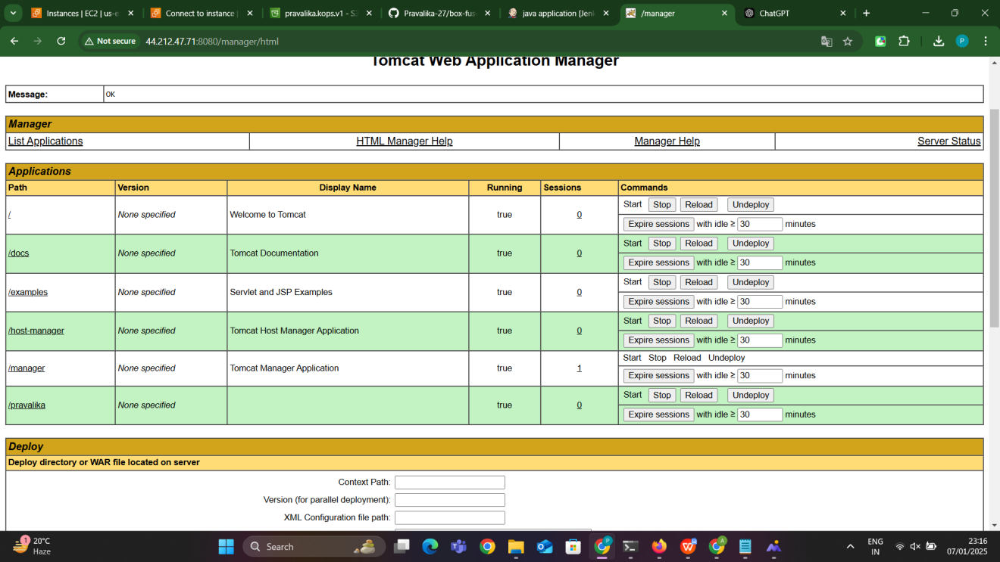 Instances | EC2 | us-e
Connect to instance |
pravalika.kops.v1 - S3
Pravalika-27/box-fus
java application [Jenk
/manager
ChatGPT
Not secure
44.212.47.71:8080/manager/html
P
Tomcat Web Application Manager
Message: OK
Manager
List Applications HTML Manager Help Manager Help Server Status
Applications
Path Version Display Name Running Sessions Commands
/ None specified Welcome to Tomcat true 0 Start Stop Reload Undeploy
Expire sessions with idle ≥ 30 minutes
/docs None specified Tomcat Documentation true 0 Start Stop Reload Undeploy
Expire sessions with idle ≥ 30 minutes
/examples None specified Servlet and JSP Examples true 0 Start Stop Reload Undeploy
Expire sessions with idle ≥ 30 minutes
/host-manager None specified Tomcat Host Manager Application true 0 Start Stop Reload Undeploy
Expire sessions with idle ≥ 30 minutes
/manager None specified Tomcat Manager Application true 1 Start Stop Reload Undeploy
Expire sessions with idle ≥ 30 minutes
/pravalika None specified true 0 Start Stop Reload Undeploy
Expire sessions with idle ≥ 30 minutes
Deploy
Deploy directory or WAR file located on server
Context Path:
Version (for parallel deployment):
XML Configuration file path:
1
20°C
Haze
Search
ENG
IN
23:16
07/01/2025